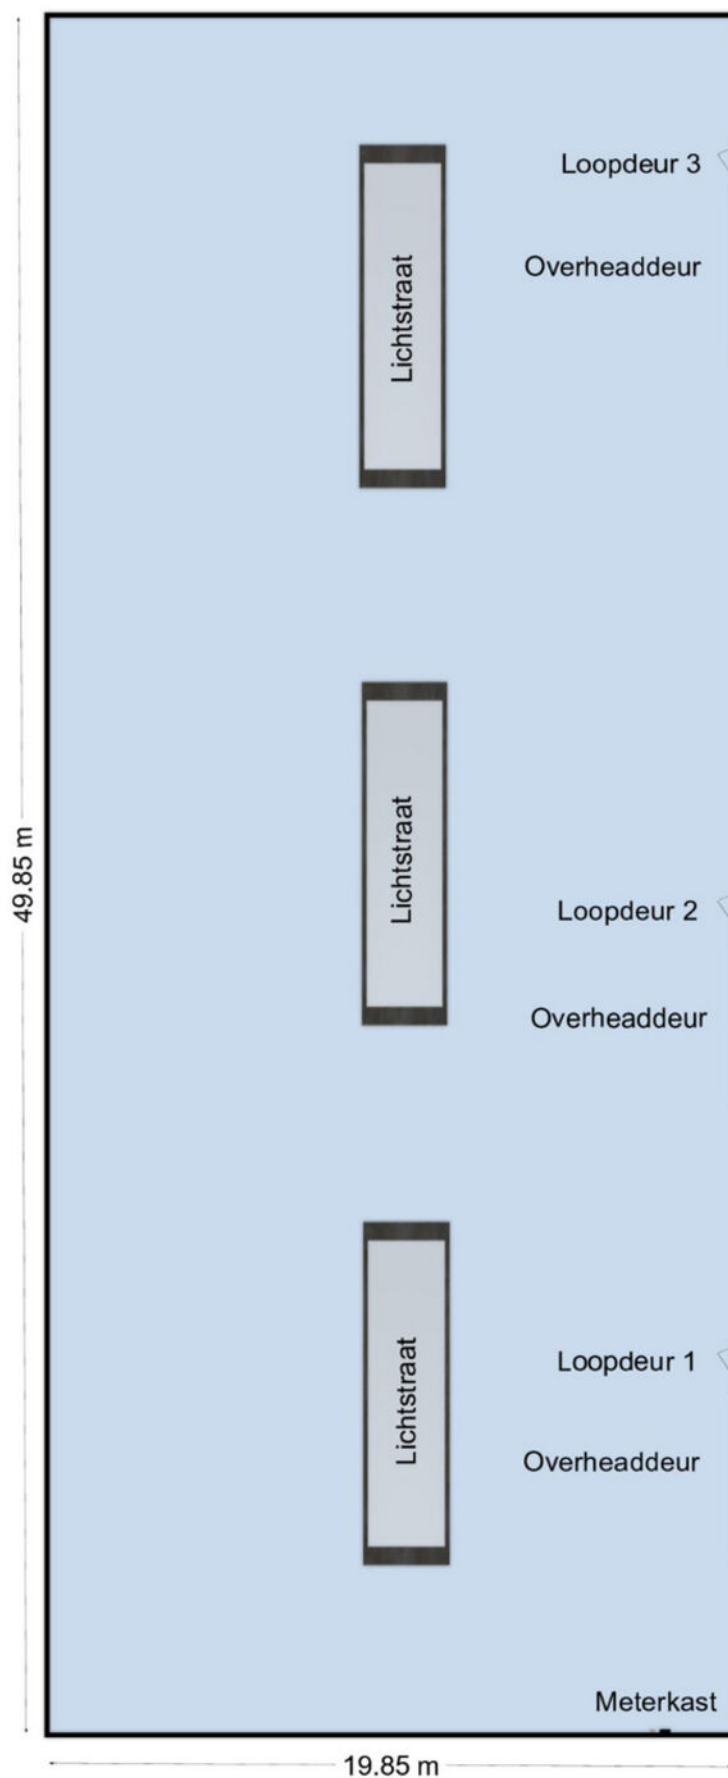 Loopdeur 3
Overheaddeur
Lichtstraat
49.85 m
Lichtstraat
Loopdeur 2
Overheaddeur
Lichtstraat
Loopdeur 1
Overheaddeur
Meterkast
19.85 m